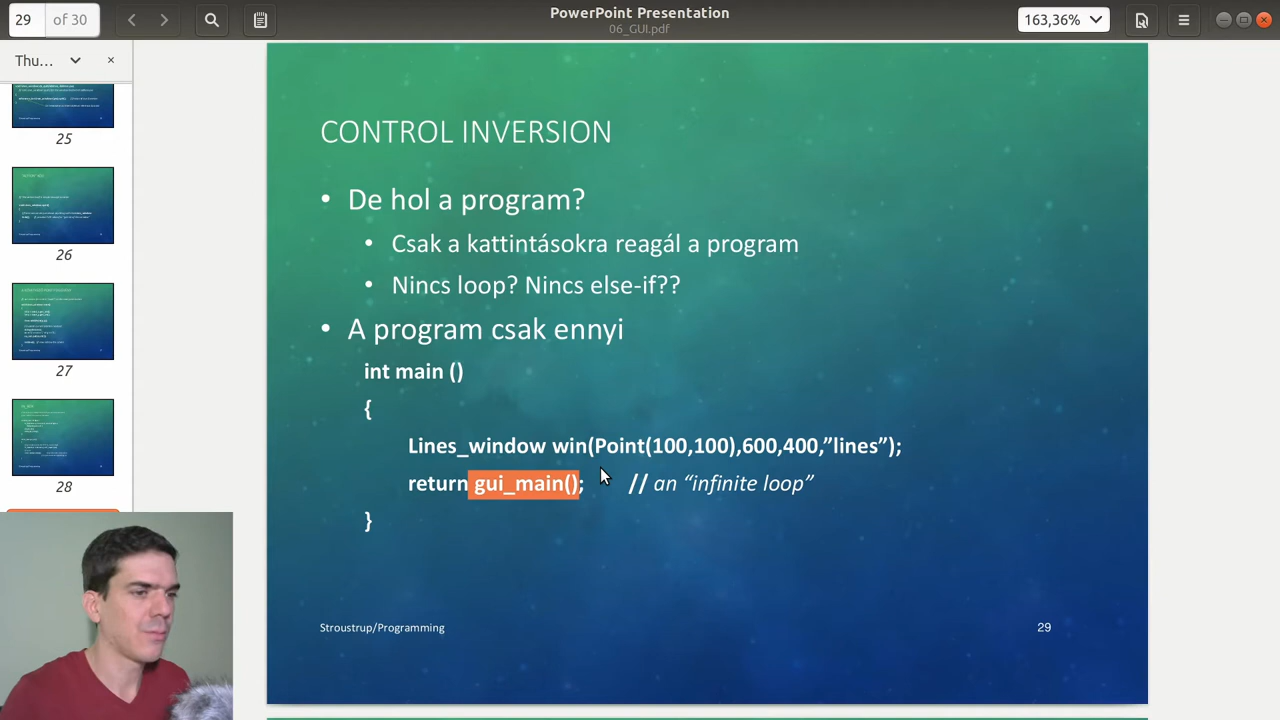 29 of 30
PowerPoint Presentation
06_GUI.pdf
163,36%
Thu...
25
26
27
28
CONTROL INVERSION
• De hol a program?
• Csak a kattintásokra reagál a program
• Nincs loop? Nincs else-if??
• A program csak ennyi
int main ()
{
Lines_window win(Point(100,100),600,400,”lines”);
return gui_main(); // an “infinite loop”
}
Stroustrup/Programming
29